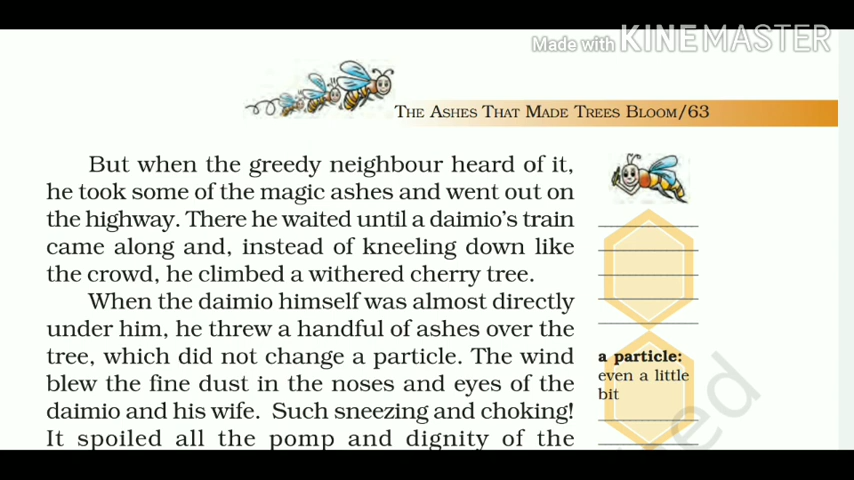 Made with KINEMASTER
THE ASHES THAT MADE TREES BLOOM/63
But when the greedy neighbour heard of it,
he took some of the magic ashes and went out on
the highway. There he waited until a daimio's train
came along and, instead of kneeling down like
the crowd, he climbed a withered cherry tree.
When the daimio himself was almost directly
under him, he threw a handful of ashes over the
tree, which did not change a particle. The wind
blew the fine dust in the noses and eyes of the
daimio and his wife. Such sneezing and choking!
It spoiled all the pomp and dignity of the
a particle:
even a little
bit